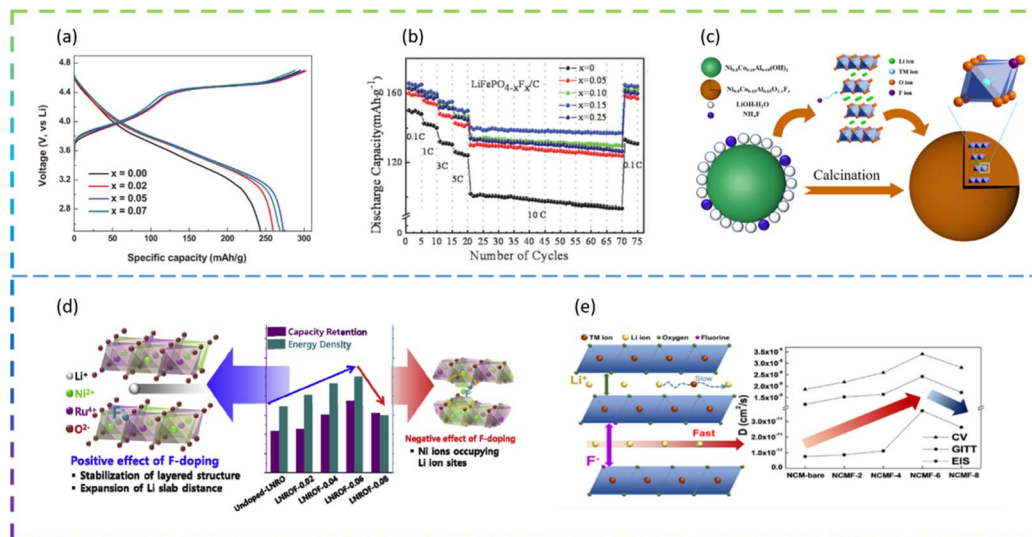 (a)
4.8
4.4
4.0
3.6
3.2
2.8
Voltage (V, vs Li)
x = 0.00
x = 0.02
x = 0.05
x = 0.07
0 50 100 150 200 250 300
Specific capacity (mAh/g)
(b)
Discharge Capacity(mAh·g⁻¹)
160
120
0
LiFePO₄₋ₓFₓ/C
x=0
x=0.05
x=0.10
x=0.15
x=0.25
0.1C
1C
3C
5C
10 C
0.1C
0 5 10 15 20 25 30 35 40 45 50 55 60 65 70 75
Number of Cycles
(c)
LiOH·H₂O
NH₄F
Li ion
TM ion
O ion
F ion
Calcination
(d)
Li⁺
Ni²⁺
Ru⁴⁺
O²⁻
F⁻
Positive effect of F-doping
▪ Stabilization of layered structure
▪ Expansion of Li slab distance
Capacity Retention
Energy Density
Undoped-LNRO
LNROF-0.02
LNROF-0.04
LNROF-0.06
LNROF-0.08
Negative effect of F-doping
▪ Ni ions occupying
Li ion sites
(e)
TM ion Li ion Oxygen Fluorine
Li⁺
Slow
Fast
F⁻
D (cm²/s)
0.0
CV
GITT
EIS
NCM-bare NCMF-2 NCMF-4 NCMF-6 NCMF-8